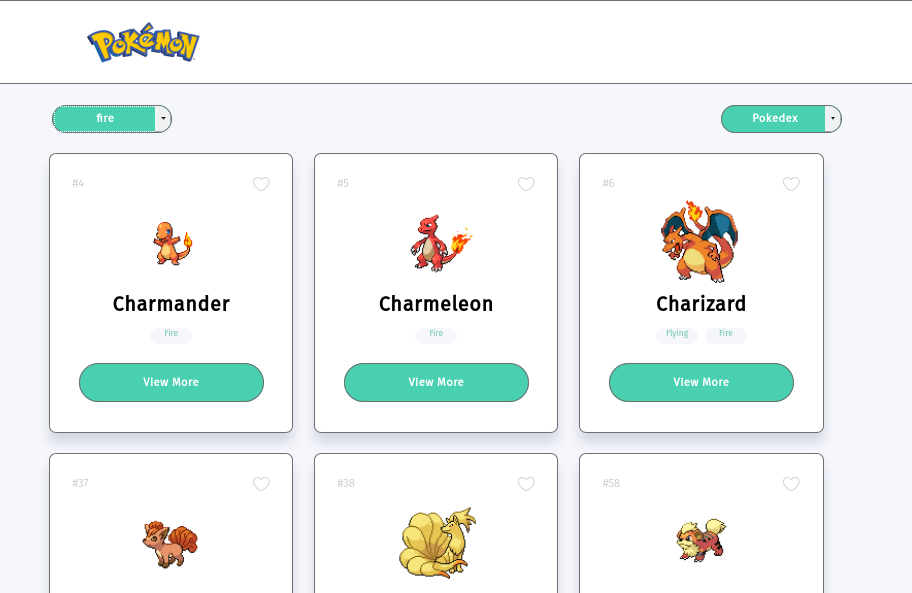 POKéMON
fire
Pokedex
#4
#5
#6
Charmander
Charmeleon
Charizard
Fire
Fire
Flying
Fire
View More
View More
View More
#37
#38
#58